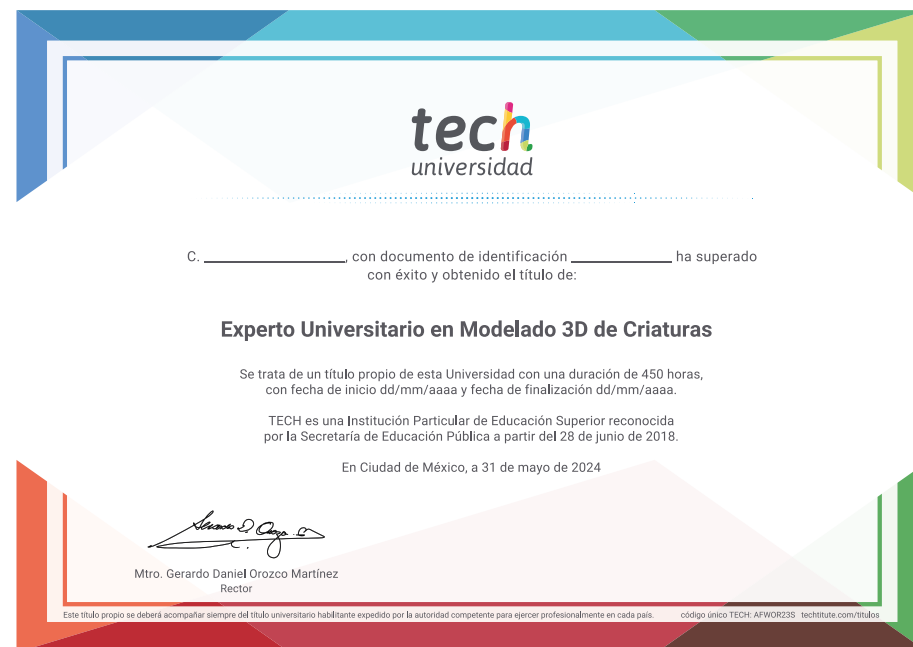 tech
universidad
C. ____________________, con documento de identificación ______________ ha superado
con éxito y obtenido el título de:
Experto Universitario en Modelado 3D de Criaturas
Se trata de un título propio de esta Universidad con una duración de 450 horas,
con fecha de inicio dd/mm/aaaa y fecha de finalización dd/mm/aaaa.
TECH es una Institución Particular de Educación Superior reconocida
por la Secretaría de Educación Pública a partir del 28 de junio de 2018.
En Ciudad de México, a 31 de mayo de 2024
Mtro. Gerardo Daniel Orozco Martínez
Rector
Este título propio se deberá acompañar siempre del título universitario habilitante expedido por la autoridad competente para ejercer profesionalmente en cada país. código único TECH: AFWOR23S techtitute.com/titulos